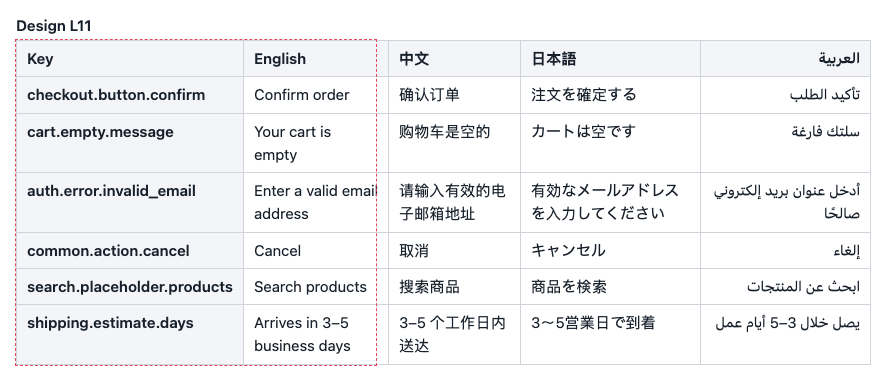 Design L11
Key English 中文 日本語 العربية
checkout.button.confirm Confirm order 确认订单 注文を確定する تأكيد الطلب
cart.empty.message Your cart is empty 购物车是空的 カートは空です سلتك فارغة
auth.error.invalid_email Enter a valid email address 请输入有效的电子邮箱地址 有効なメールアドレスを入力してください أدخل عنوان بريد إلكتروني صالحًا
common.action.cancel Cancel 取消 キャンセル إلغاء
search.placeholder.products Search products 搜索商品 商品を検索 ابحث عن المنتجات
shipping.estimate.days Arrives in 3–5 business days 3–5 个工作日内送达 3〜5営業日で到着 يصل خلال 3–5 أيام عمل